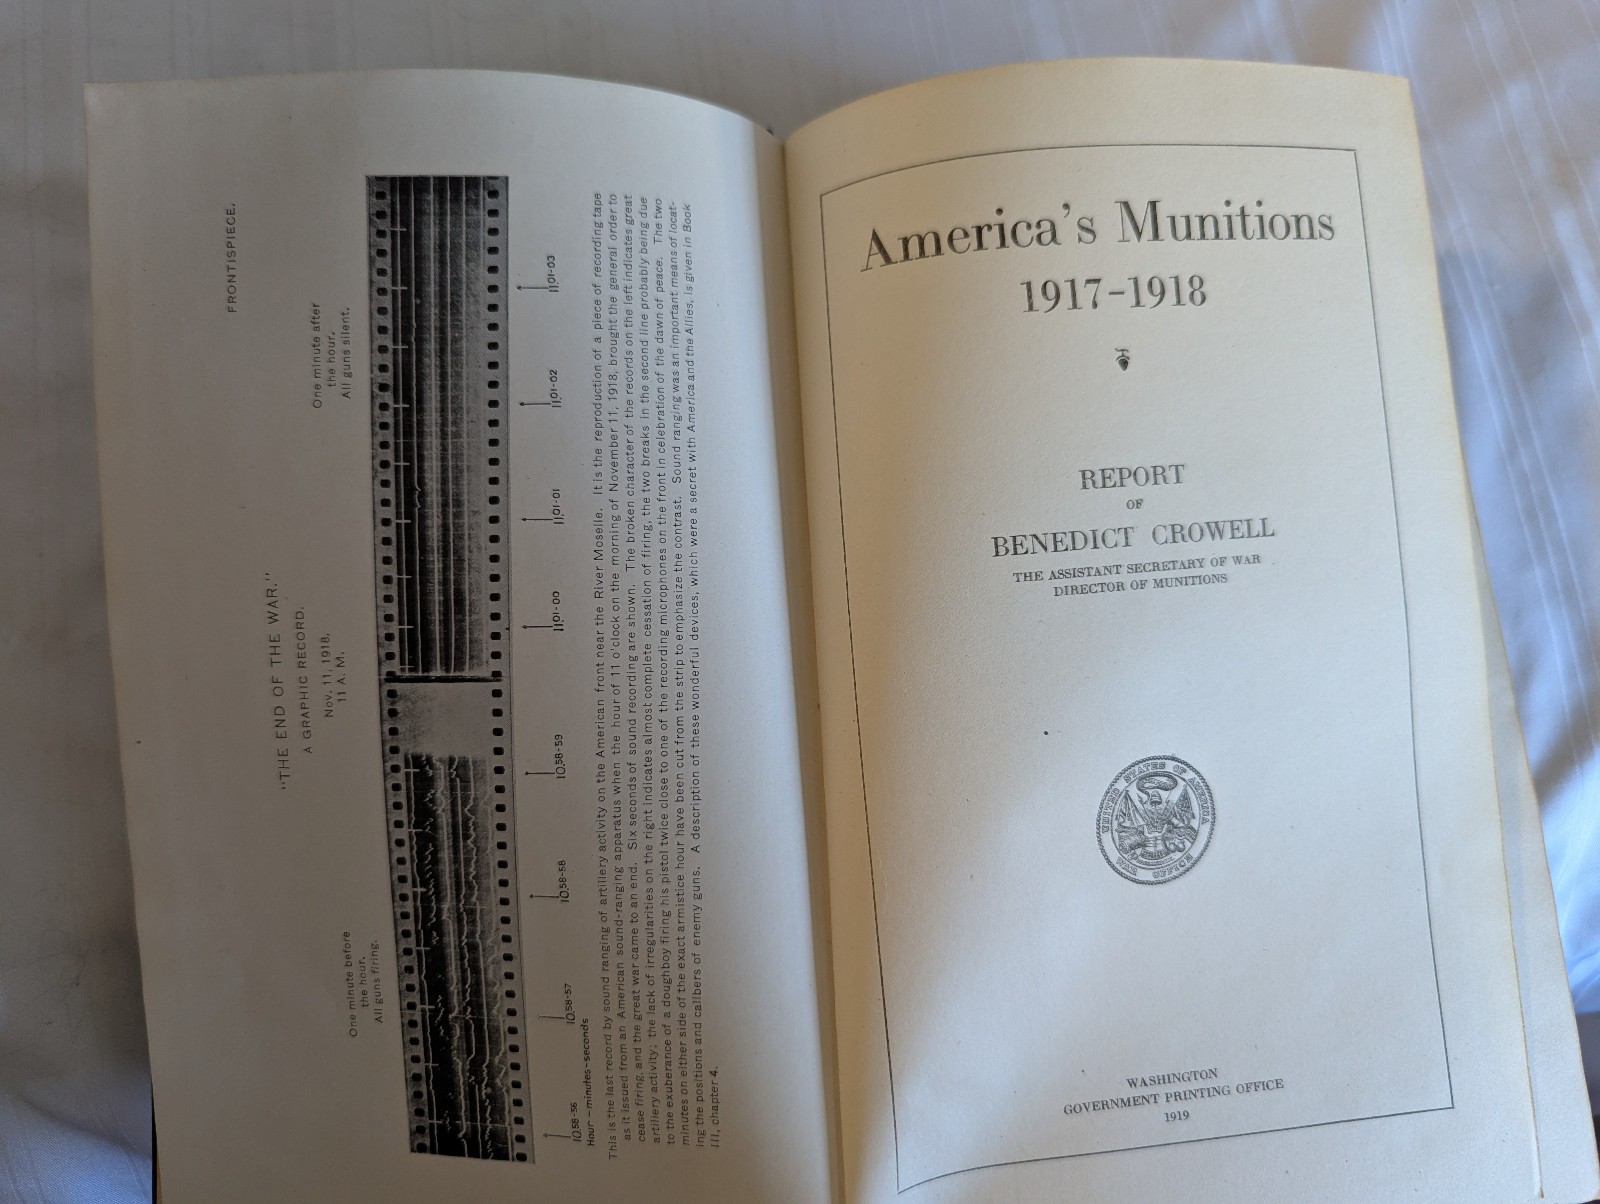 FRONTISPIECE.
"THE END OF THE WAR."
A GRAPHIC RECORD.
Nov. 11, 1918.
11 A. M.
One minute before
the hour.
All guns firing.
One minute after
the hour.
All guns silent.
10,58-56
10,58-57
10,58-58
10,58-59
11,01-00
11,01-01
11,01-02
11,01-03
Hour – minutes – seconds
This is the last record by sound ranging of artillery activity on the American front near the River Moselle. It is the reproduction of a piece of recording tape
as it issued from an American sound-ranging apparatus when the hour of 11 o'clock on the morning of November 11, 1918, brought the general order to
cease firing, and the great war came to an end. Six seconds of sound recording are shown. The broken character of the records on the left indicates great
artillery activity; the lack of irregularities on the right indicates almost complete cessation of firing, the two breaks in the second line probably being due
to the exuberance of a doughboy firing his pistol twice close to one of the recording microphones on the front in celebration of the dawn of peace. The two
minutes on either side of the exact armistice hour have been cut from the strip to emphasize the contrast. Sound ranging was an important means of locat-
ing the positions and calibers of enemy guns. A description of these wonderful devices, which were a secret with America and the Allies, is given in Book
III, chapter 4.
America's Munitions
1917-1918
REPORT
OF
BENEDICT CROWELL
THE ASSISTANT SECRETARY OF WAR
DIRECTOR OF MUNITIONS
UNITED STATES OF AMERICA
WAR OFFICE
WASHINGTON
GOVERNMENT PRINTING OFFICE
1919